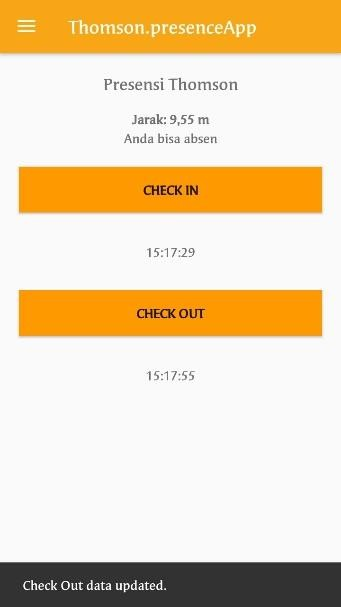 Thomson.presenceApp
Presensi Thomson
Jarak: 9,55 m
Anda bisa absen
CHECK IN
15:17:29
CHECK OUT
15:17:55
Check Out data updated.